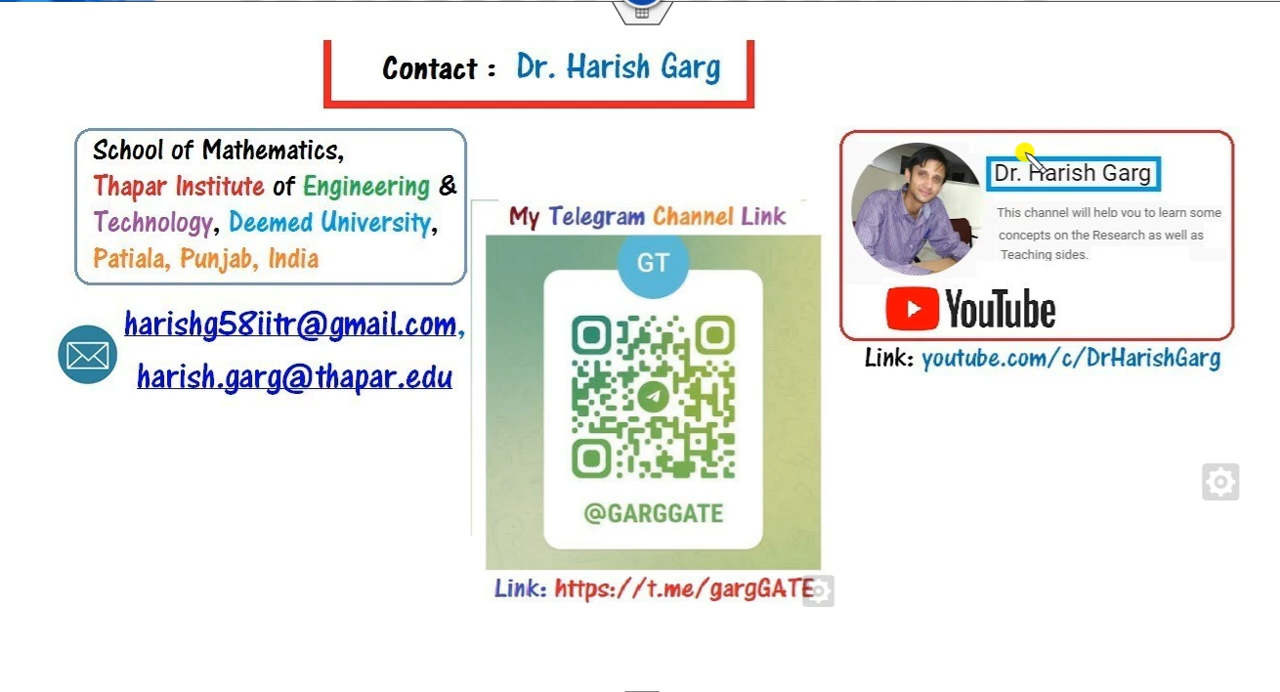 Contact : Dr. Harish Garg
School of Mathematics,
Thapar Institute of Engineering &
Technology, Deemed University,
Patiala, Punjab, India
harishg58iitr@gmail.com,
harish.garg@thapar.edu
My Telegram Channel Link
GT
@GARGGATE
Link: https://t.me/gargGATE
Dr. Harish Garg
This channel will help you to learn some
concepts on the Research as well as
Teaching sides.
YouTube
Link: youtube.com/c/DrHarishGarg